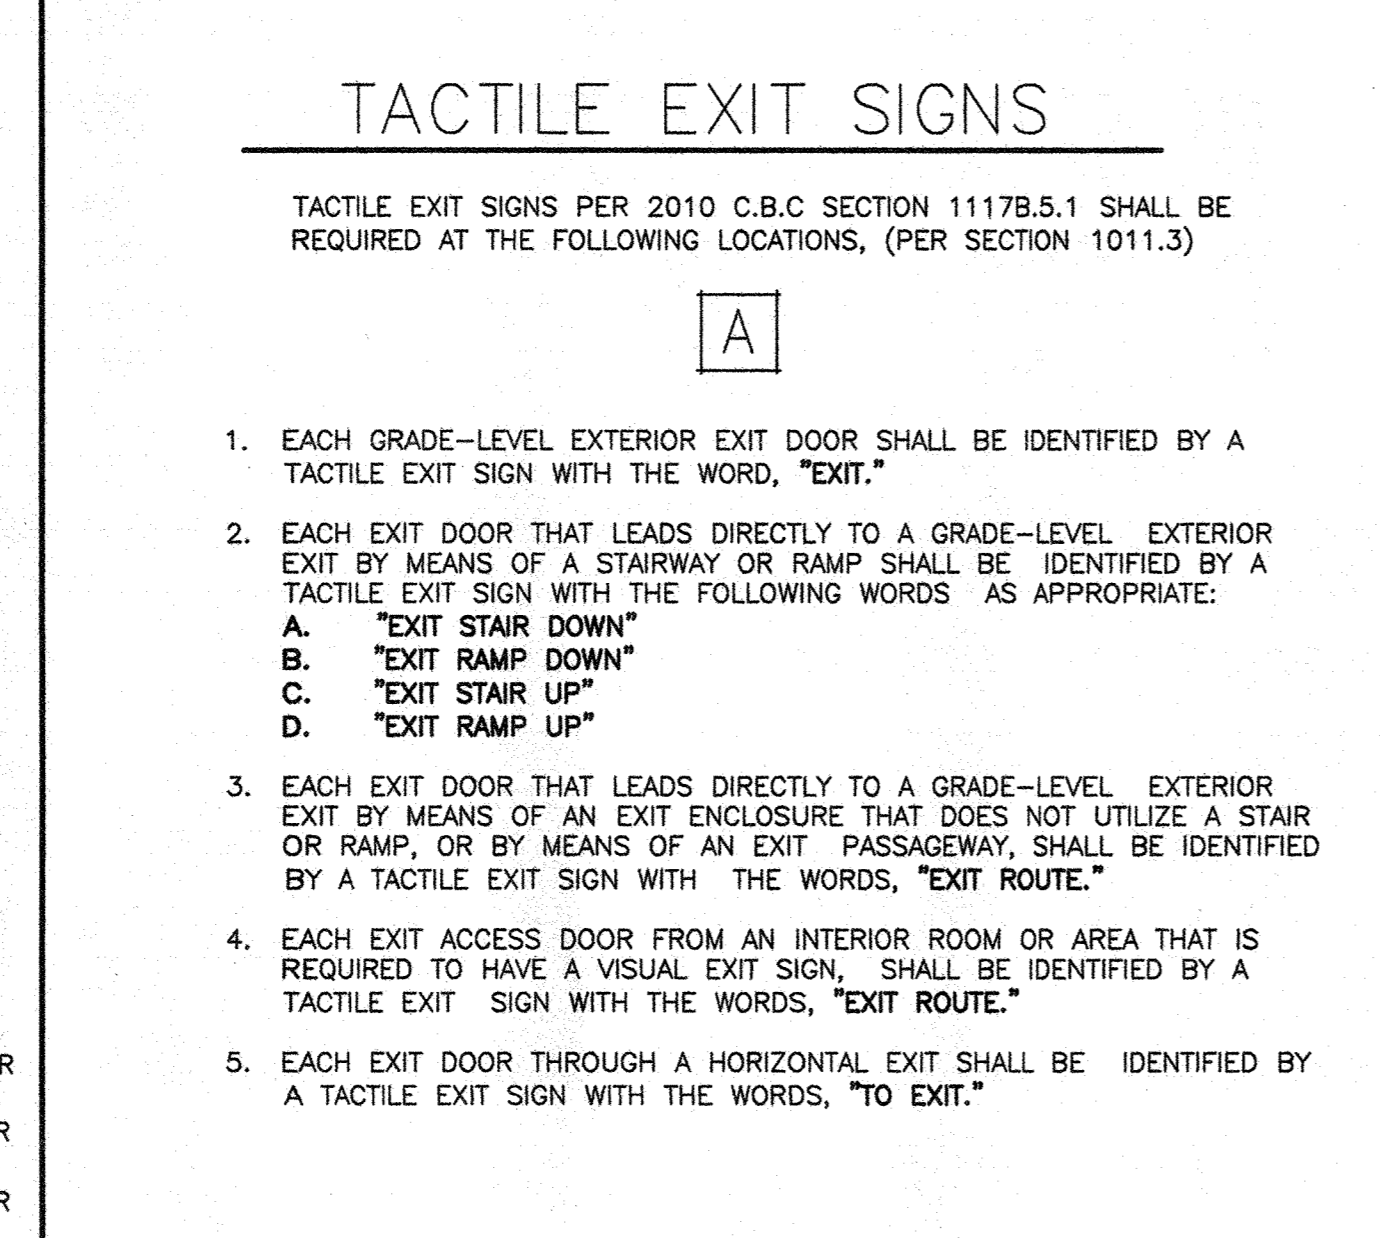 TACTILE EXIT SIGNS
TACTILE EXIT SIGNS PER 2010 C.B.C SECTION 1117B.5.1 SHALL BE
REQUIRED AT THE FOLLOWING LOCATIONS, (PER SECTION 1011.3)
A
1. EACH GRADE-LEVEL EXTERIOR EXIT DOOR SHALL BE IDENTIFIED BY A
TACTILE EXIT SIGN WITH THE WORD, "EXIT."
2. EACH EXIT DOOR THAT LEADS DIRECTLY TO A GRADE-LEVEL EXTERIOR
EXIT BY MEANS OF A STAIRWAY OR RAMP SHALL BE IDENTIFIED BY A
TACTILE EXIT SIGN WITH THE FOLLOWING WORDS AS APPROPRIATE:
A. "EXIT STAIR DOWN"
B. "EXIT RAMP DOWN"
C. "EXIT STAIR UP"
D. "EXIT RAMP UP"
3. EACH EXIT DOOR THAT LEADS DIRECTLY TO A GRADE-LEVEL EXTERIOR
EXIT BY MEANS OF AN EXIT ENCLOSURE THAT DOES NOT UTILIZE A STAIR
OR RAMP, OR BY MEANS OF AN EXIT PASSAGEWAY, SHALL BE IDENTIFIED
BY A TACTILE EXIT SIGN WITH THE WORDS, "EXIT ROUTE."
4. EACH EXIT ACCESS DOOR FROM AN INTERIOR ROOM OR AREA THAT IS
REQUIRED TO HAVE A VISUAL EXIT SIGN, SHALL BE IDENTIFIED BY A
TACTILE EXIT SIGN WITH THE WORDS, "EXIT ROUTE."
5. EACH EXIT DOOR THROUGH A HORIZONTAL EXIT SHALL BE IDENTIFIED BY
A TACTILE EXIT SIGN WITH THE WORDS, "TO EXIT."
R
R
R